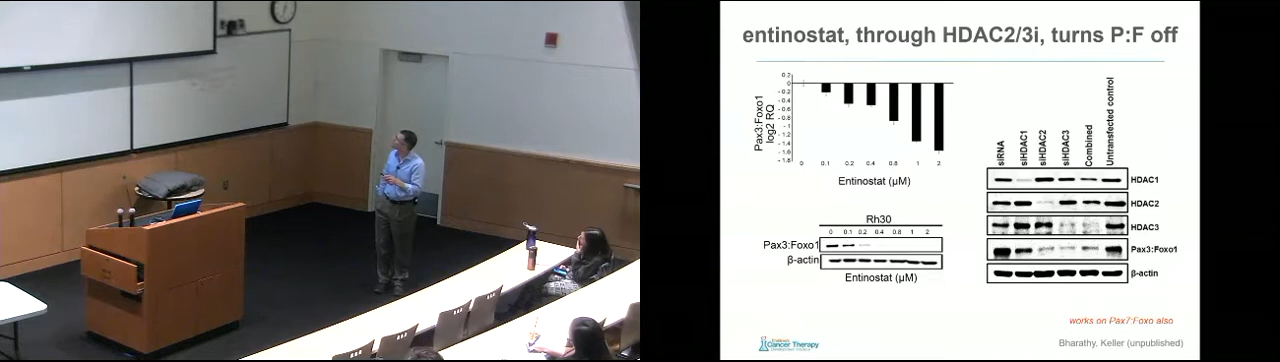 entinostat, through HDAC2/3i, turns P:F off
Pax3:Foxo1
log2 RQ
0.2
0
- 0.2
- 0.4
- 0.6
- 0.8
- 1
- 1.2
- 1.4
- 1.6
- 1.8
0 0.1 0.2 0.4 0.8 1 2
Entinostat (µM)
Rh30
0 0.1 0.2 0.4 0.8 1 2
Pax3:Foxo1
β-actin
Entinostat (µM)
siRNA
siHDAC1
siHDAC2
siHDAC3
Combined
Untransfected control
HDAC1
HDAC2
HDAC3
Pax3:Foxo1
β-actin
works on Pax7:Foxo also
Children's
Cancer Therapy
Bharathy, Keller (unpublished)